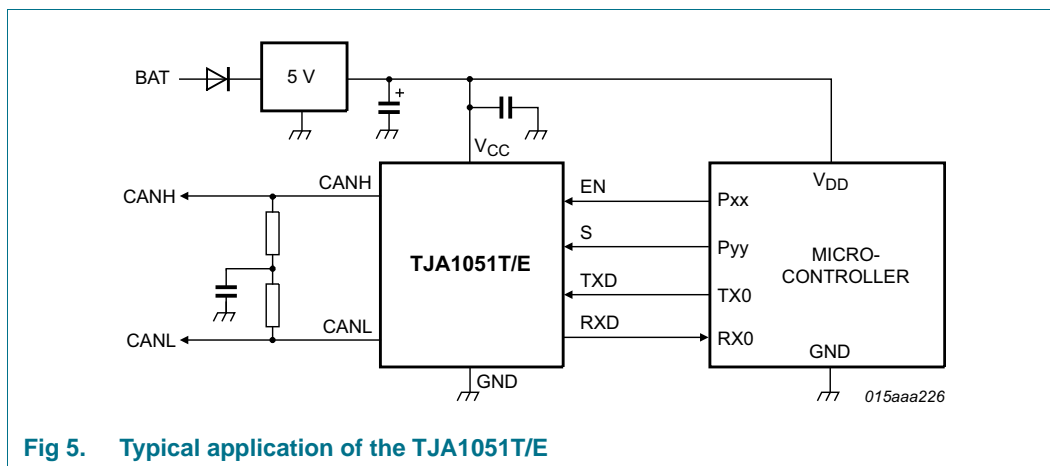 BAT
5 V
+
VCC
CANH
CANH
CANL
CANL
TJA1051T/E
GND
EN
S
TXD
RXD
VDD
Pxx
Pyy
TX0
RX0
MICRO-
CONTROLLER
GND
015aaa226
Fig 5. Typical application of the TJA1051T/E